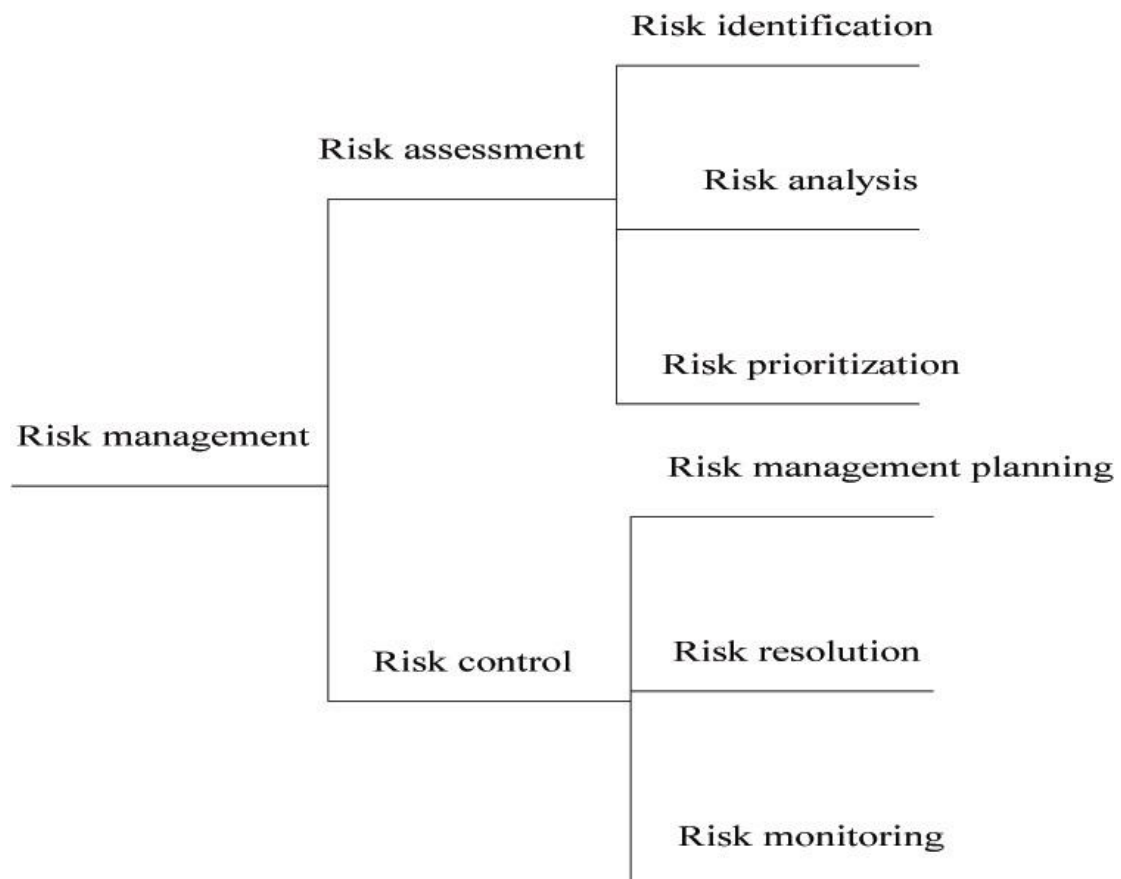 Risk identification
Risk assessment
Risk analysis
Risk prioritization
Risk management
Risk management planning
Risk control
Risk resolution
Risk monitoring